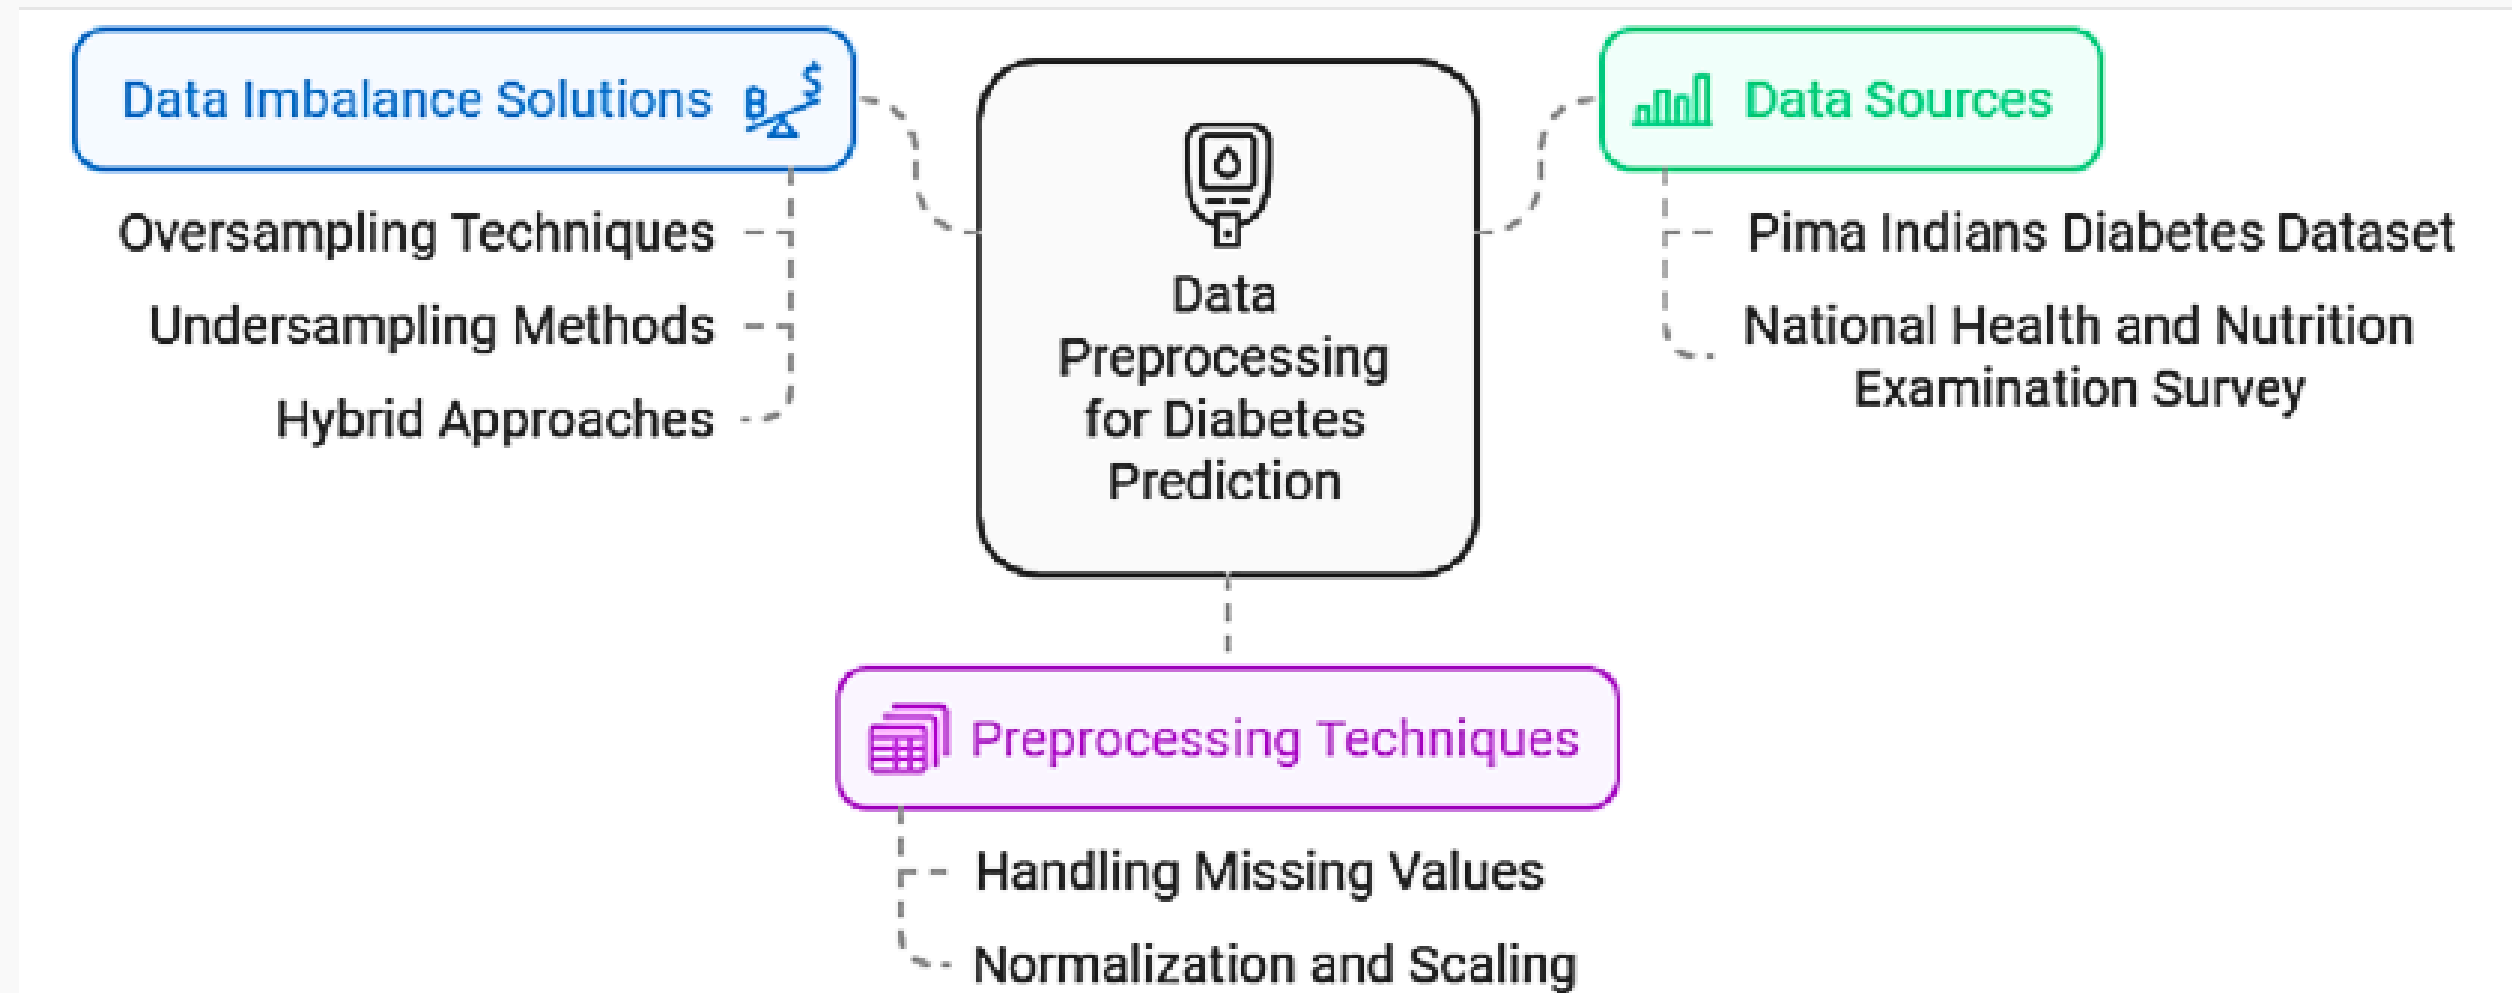 Data Imbalance Solutions
Oversampling Techniques
Undersampling Methods
Hybrid Approaches
Data
Preprocessing
for Diabetes
Prediction
Data Sources
Pima Indians Diabetes Dataset
National Health and Nutrition
Examination Survey
Preprocessing Techniques
Handling Missing Values
Normalization and Scaling